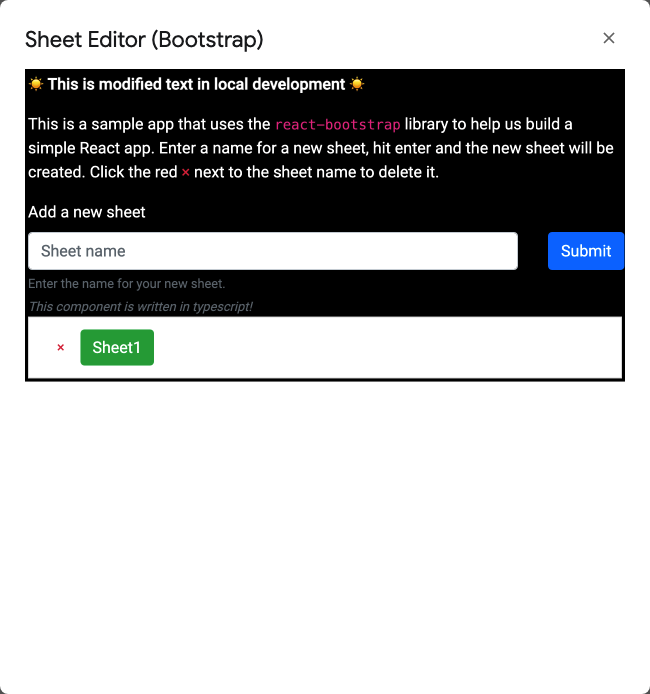 Sheet Editor (Bootstrap)
☀️ This is modified text in local development ☀️
This is a sample app that uses the react-bootstrap library to help us build a
simple React app. Enter a name for a new sheet, hit enter and the new sheet will be
created. Click the red × next to the sheet name to delete it.
Add a new sheet
Sheet name
Submit
Enter the name for your new sheet.
This component is written in typescript!
× Sheet1